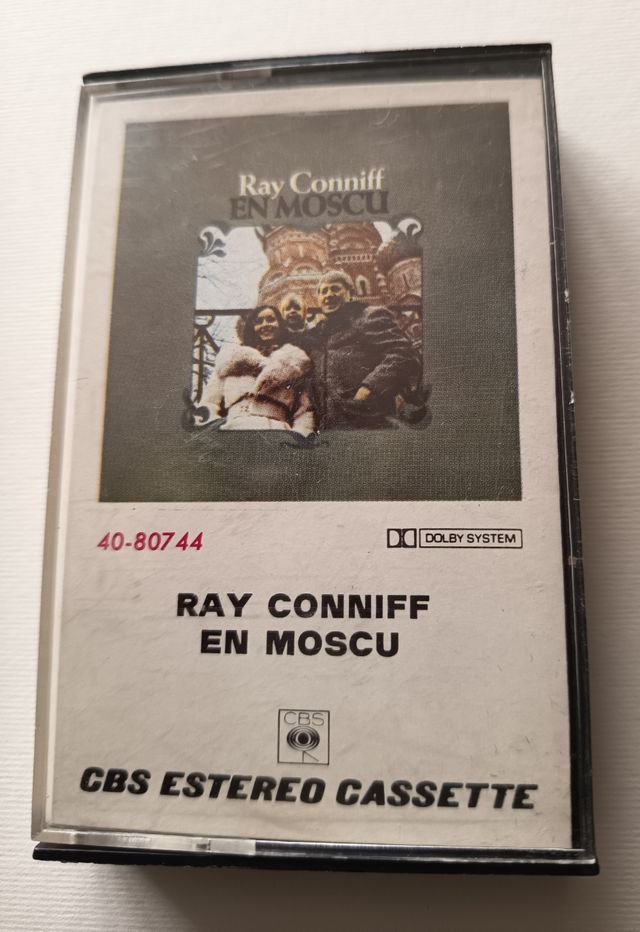 Ray Conniff
EN MOSCU
40-80744
DOLBY SYSTEM
RAY CONNIFF
EN MOSCU
CBS
CBS ESTEREO CASSETTE